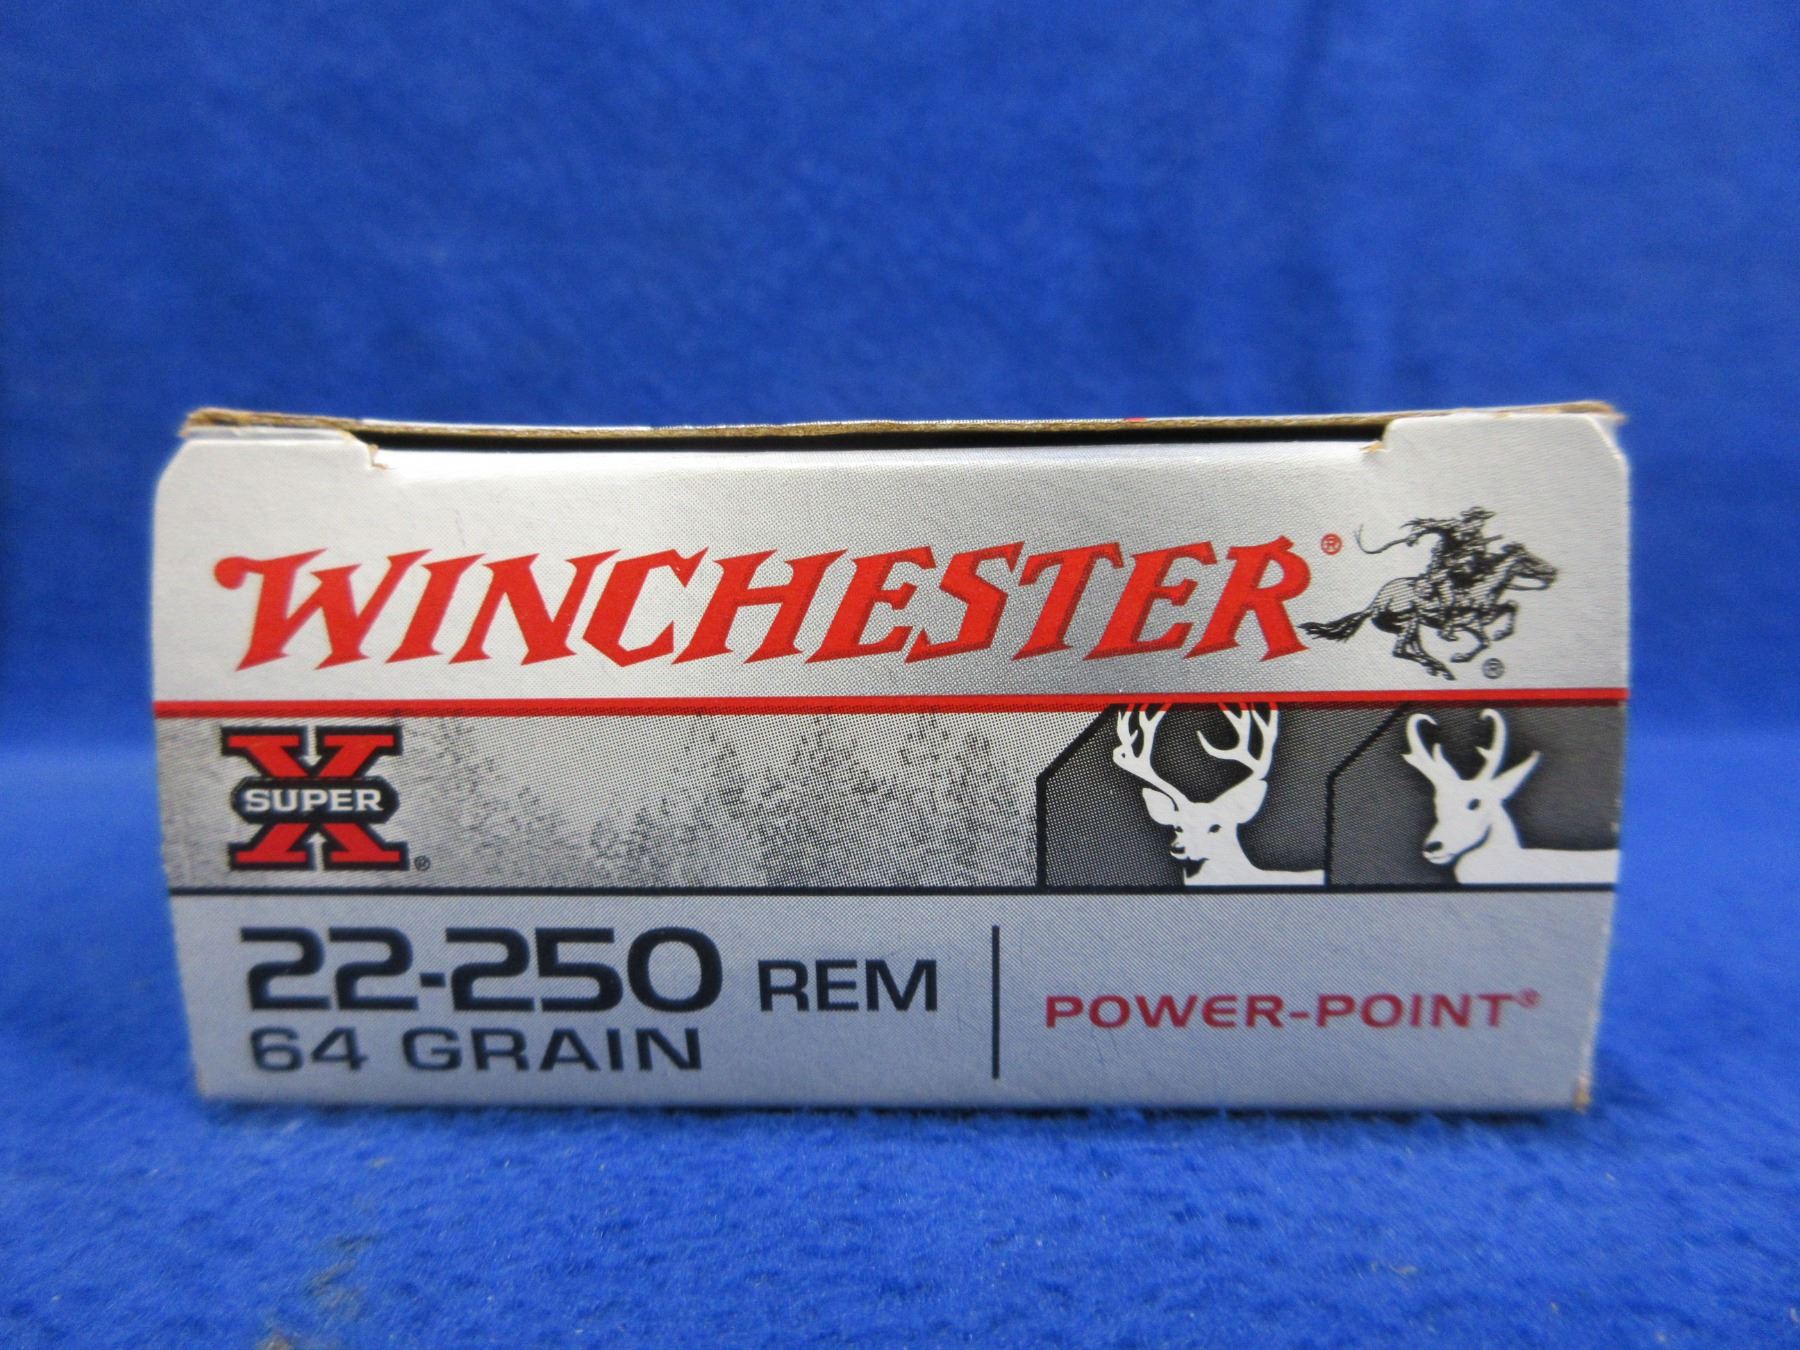 WINCHESTER®
®
SUPER X®
22-250 REM
64 GRAIN
POWER-POINT®